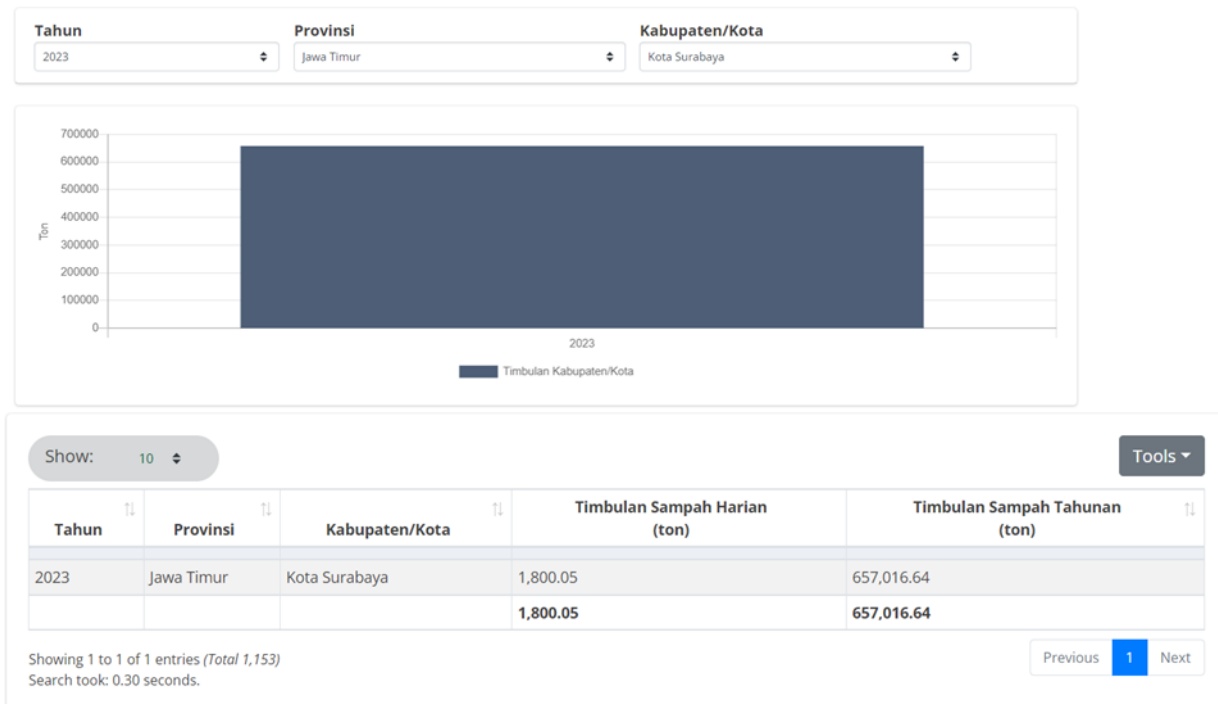 Tahun Provinsi Kabupaten/Kota
2023 Jawa Timur Kota Surabaya
700000
600000
500000
400000
300000
200000
100000
0
Ton
2023
Timbulan Kabupaten/Kota
Show: 10 Tools
Tahun Provinsi Kabupaten/Kota Timbulan Sampah Harian (ton) Timbulan Sampah Tahunan (ton)
2023 Jawa Timur Kota Surabaya 1,800.05 657,016.64
1,800.05 657,016.64
Showing 1 to 1 of 1 entries (Total 1,153)
Search took: 0.30 seconds.
Previous 1 Next